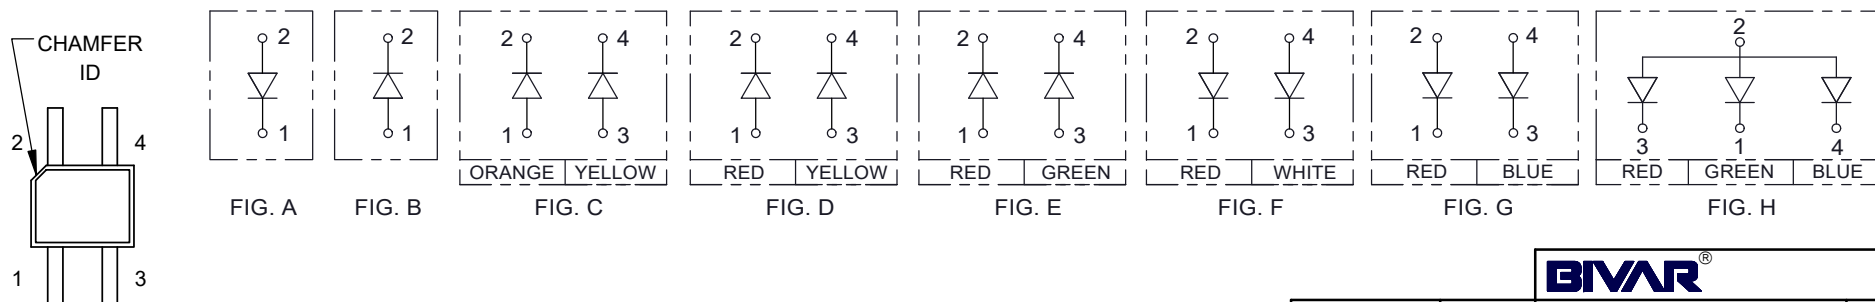 CHAMFER
ID
2 4
1 3
2
1
FIG. A
2
1
FIG. B
2 4
1 3
ORANGE YELLOW
FIG. C
2 4
1 3
RED YELLOW
FIG. D
2 4
1 3
RED GREEN
FIG. E
2 4
1 3
RED WHITE
FIG. F
2 4
1 3
RED BLUE
FIG. G
2
3 1 4
RED GREEN BLUE
FIG. H
BIVAR®